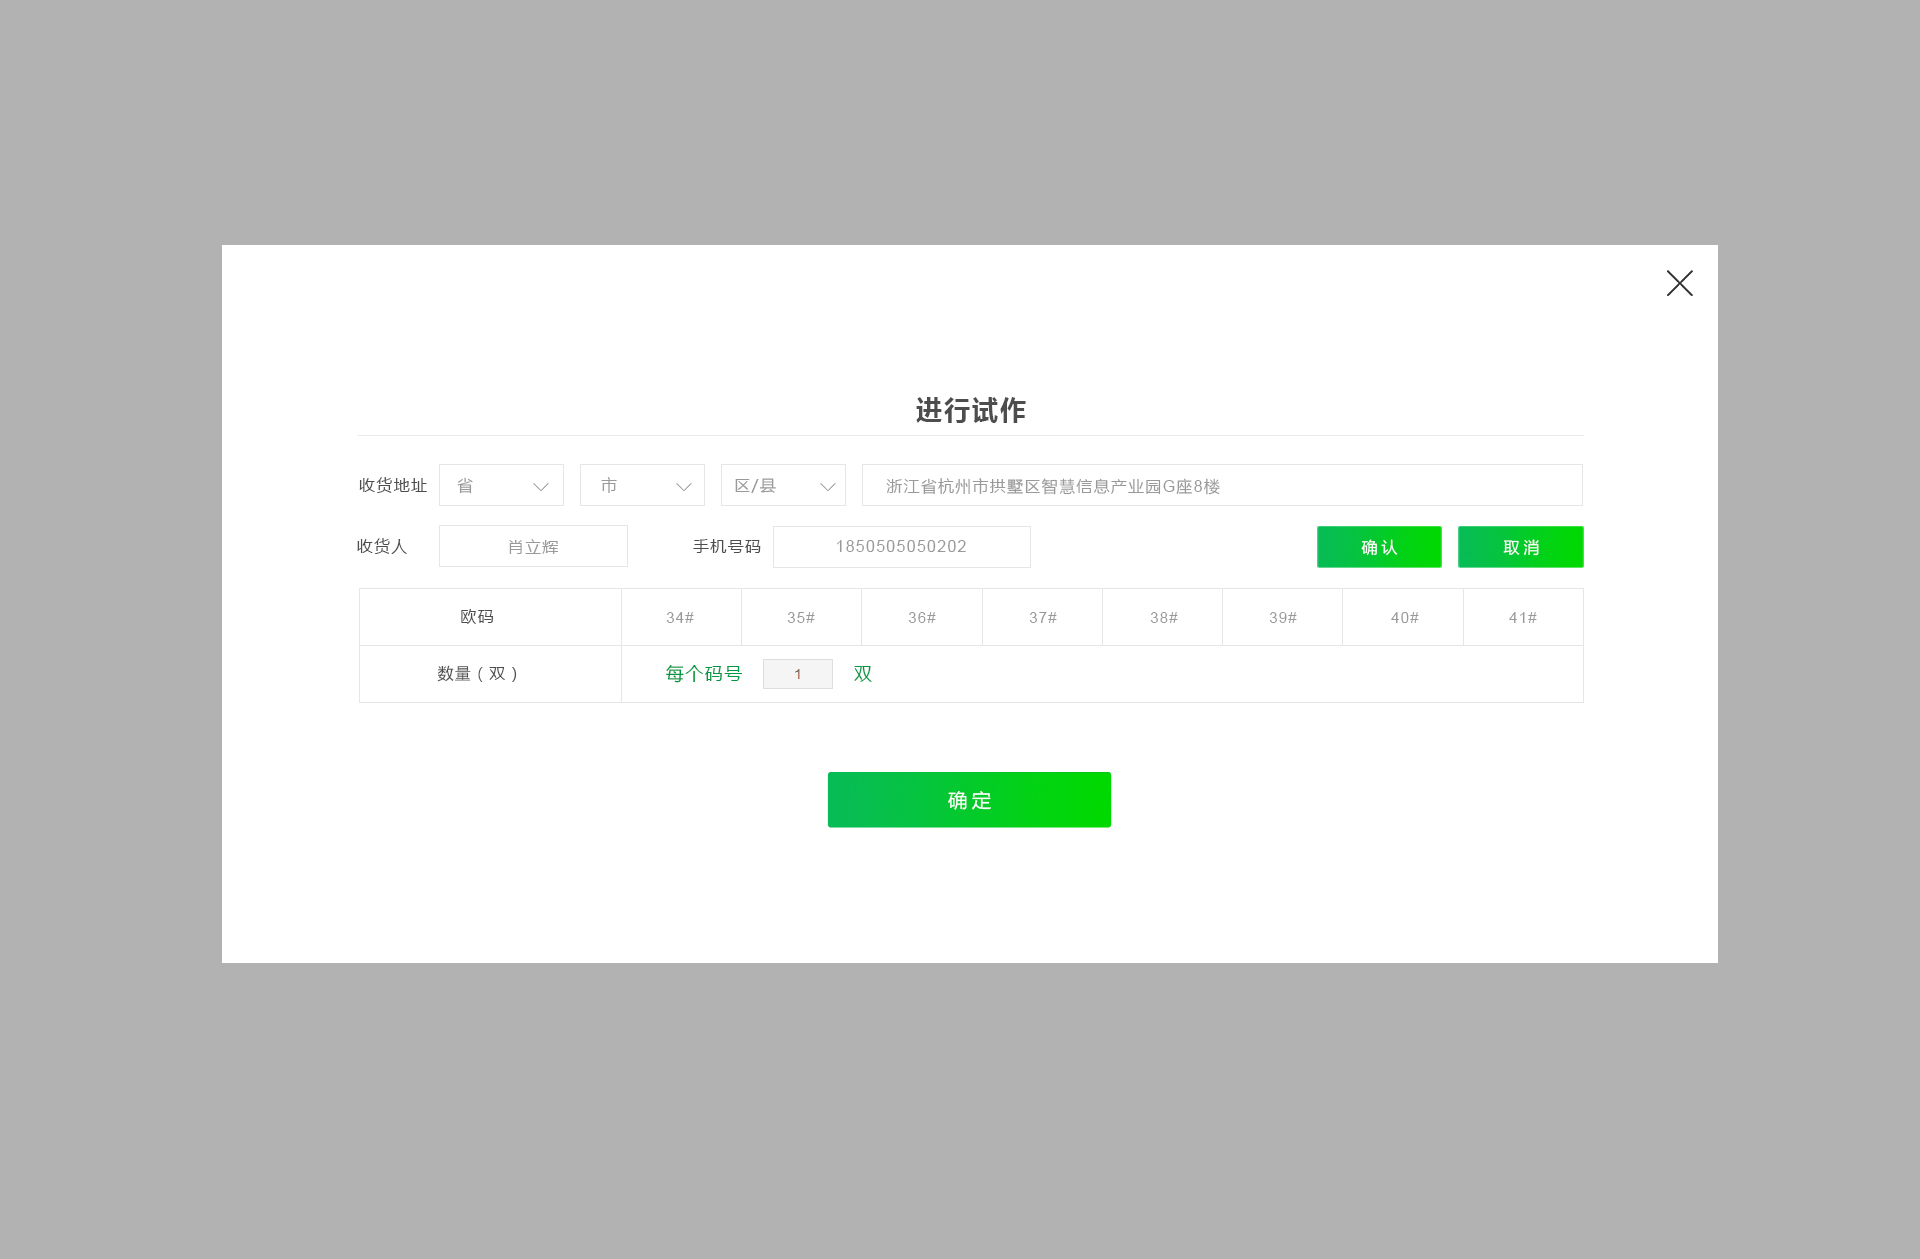 进行试作
收货地址 省 市 区/县 浙江省杭州市拱墅区智慧信息产业园G座8楼
收货人 肖立辉 手机号码 1850505050202 确认 取消
欧码 34# 35# 36# 37# 38# 39# 40# 41#
数量（双） 每个码号 1 双
确定